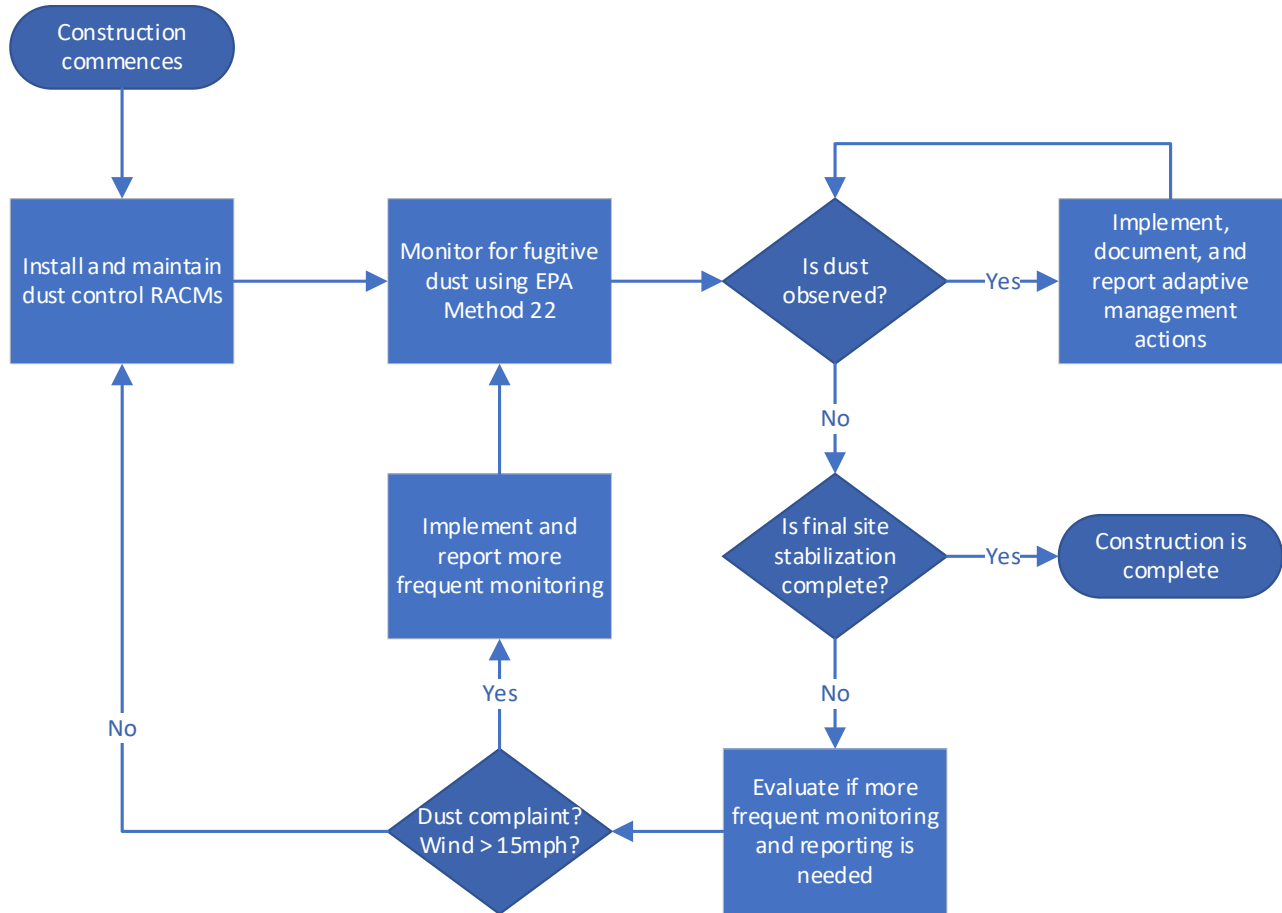 Construction
commences
Install and maintain
dust control RACMs
Monitor for fugitive
dust using EPA
Method 22
Is dust
observed?
Yes
Implement,
document, and
report adaptive
management
actions
No
Implement and
report more
frequent monitoring
Is final site
stabilization
complete?
Yes
Construction is
complete
No
Yes
No
Dust complaint?
Wind > 15mph?
Evaluate if more
frequent monitoring
and reporting is
needed